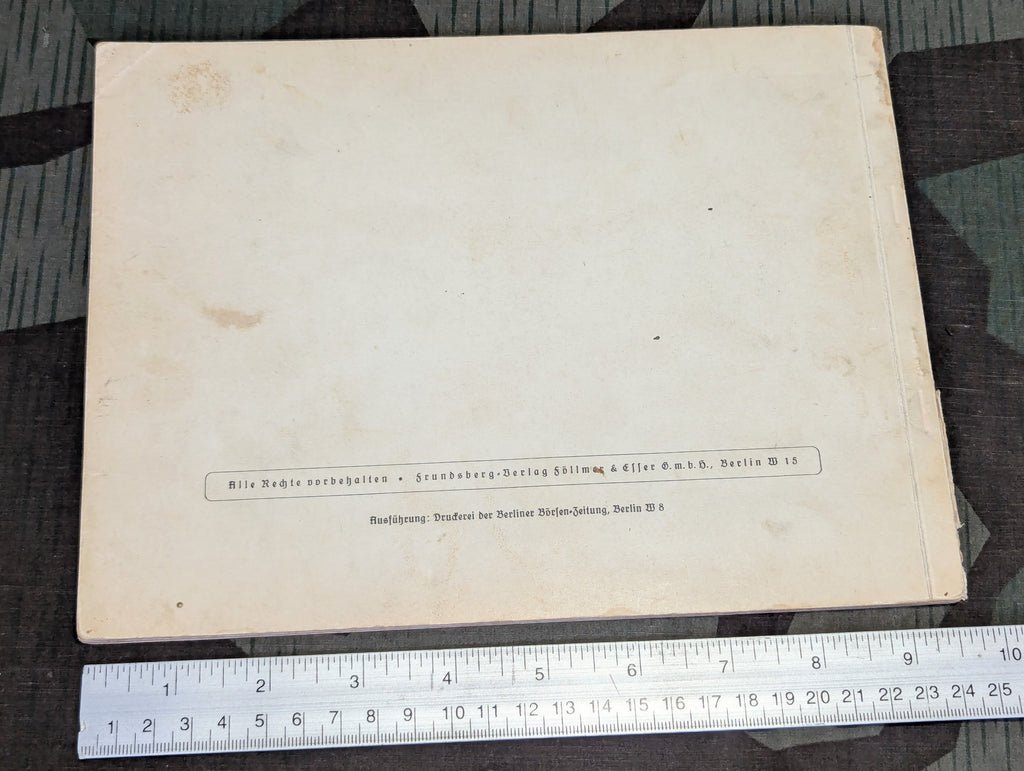 Alle Rechte vorbehalten • Frundsberg-Verlag Föllmer & Esser G.m.b.H., Berlin W 15
Ausführung: Druckerei der Berliner Börsen-Zeitung, Berlin W 8
1 2 3 4 5 6 7 8 9 10
1 2 3 4 5 6 7 8 9 10 11 12 13 14 15 16 17 18 19 20 21 22 23 24 25